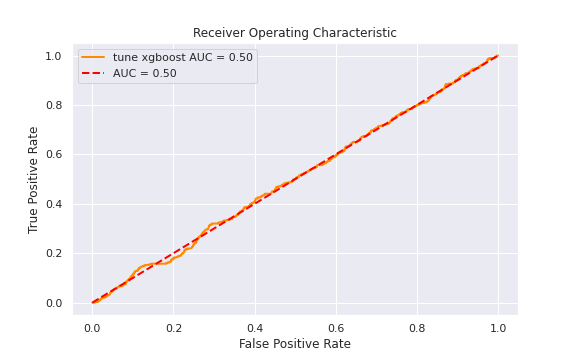 Receiver Operating Characteristic
tune xgboost AUC = 0.50
AUC = 0.50
1.0
0.8
0.6
0.4
0.2
0.0
True Positive Rate
0.0 0.2 0.4 0.6 0.8 1.0
False Positive Rate